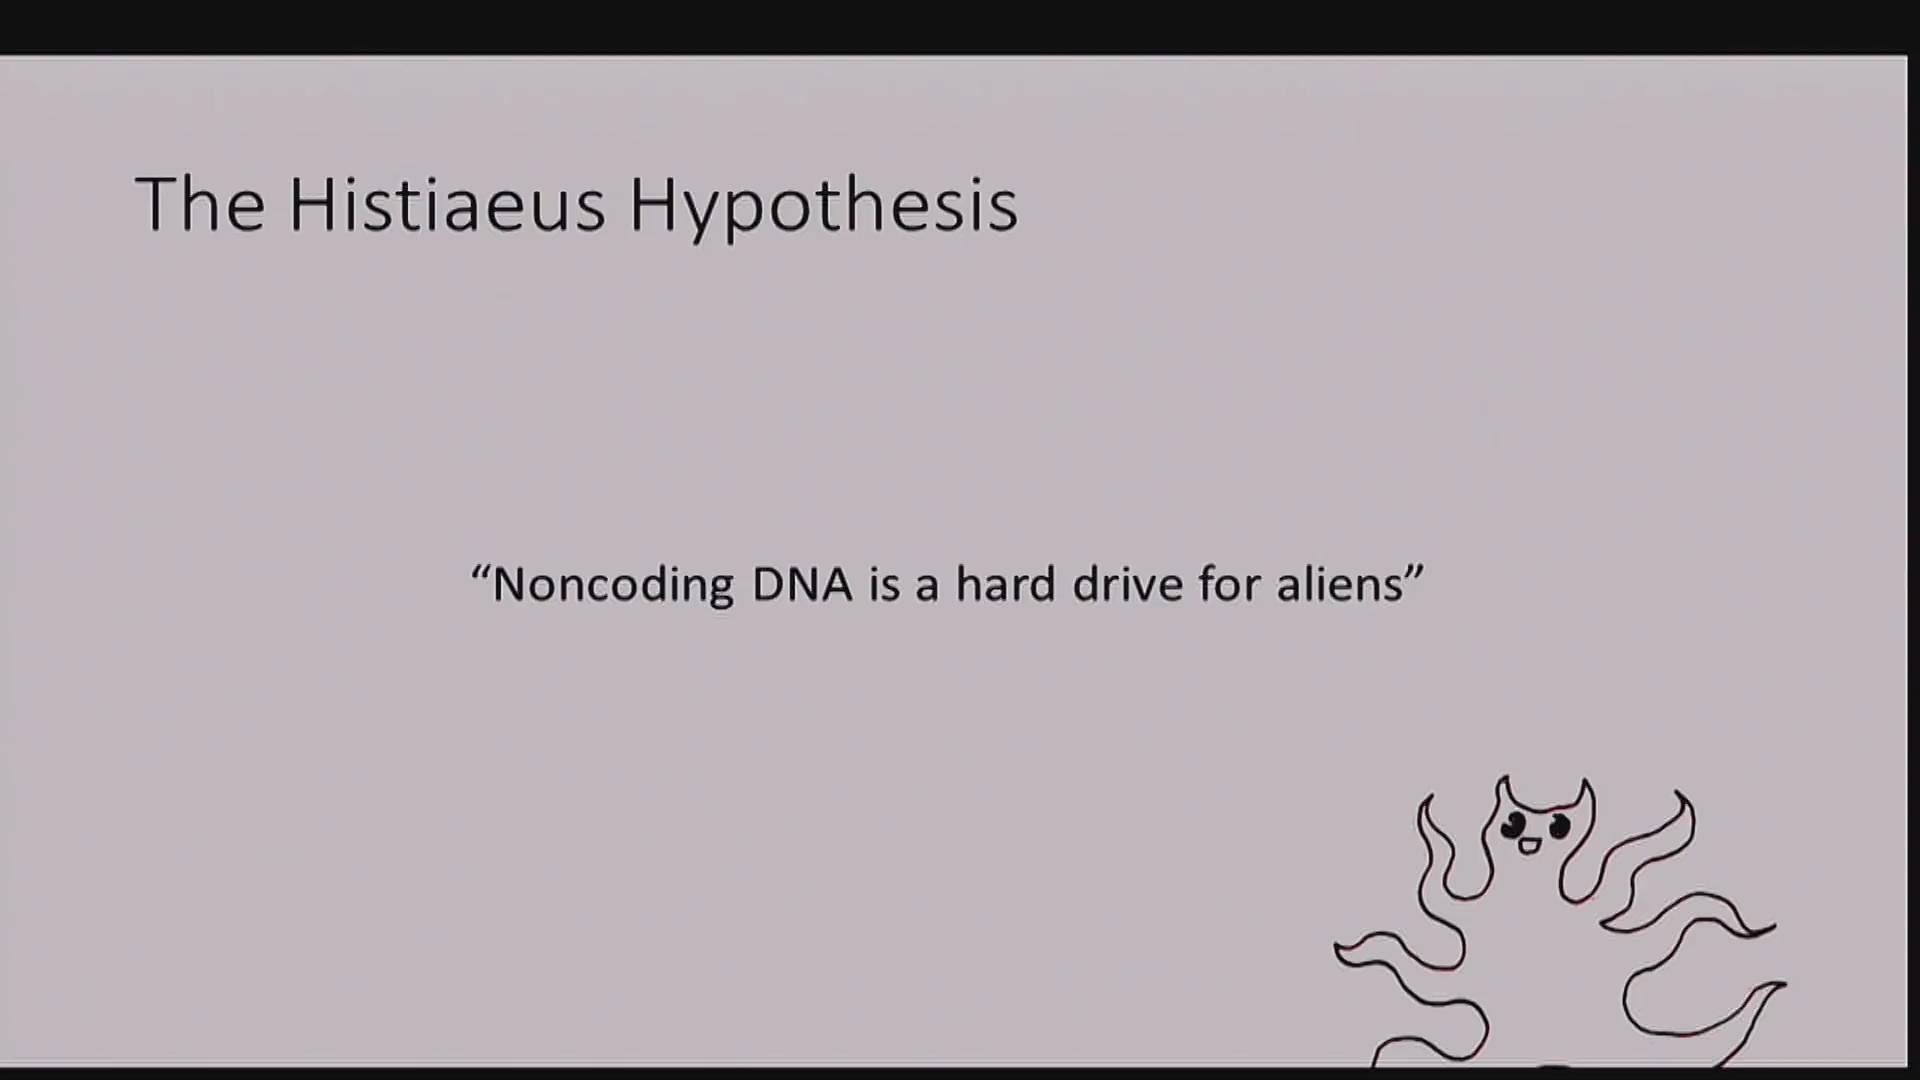 The Histiaeus Hypothesis
“Noncoding DNA is a hard drive for aliens”